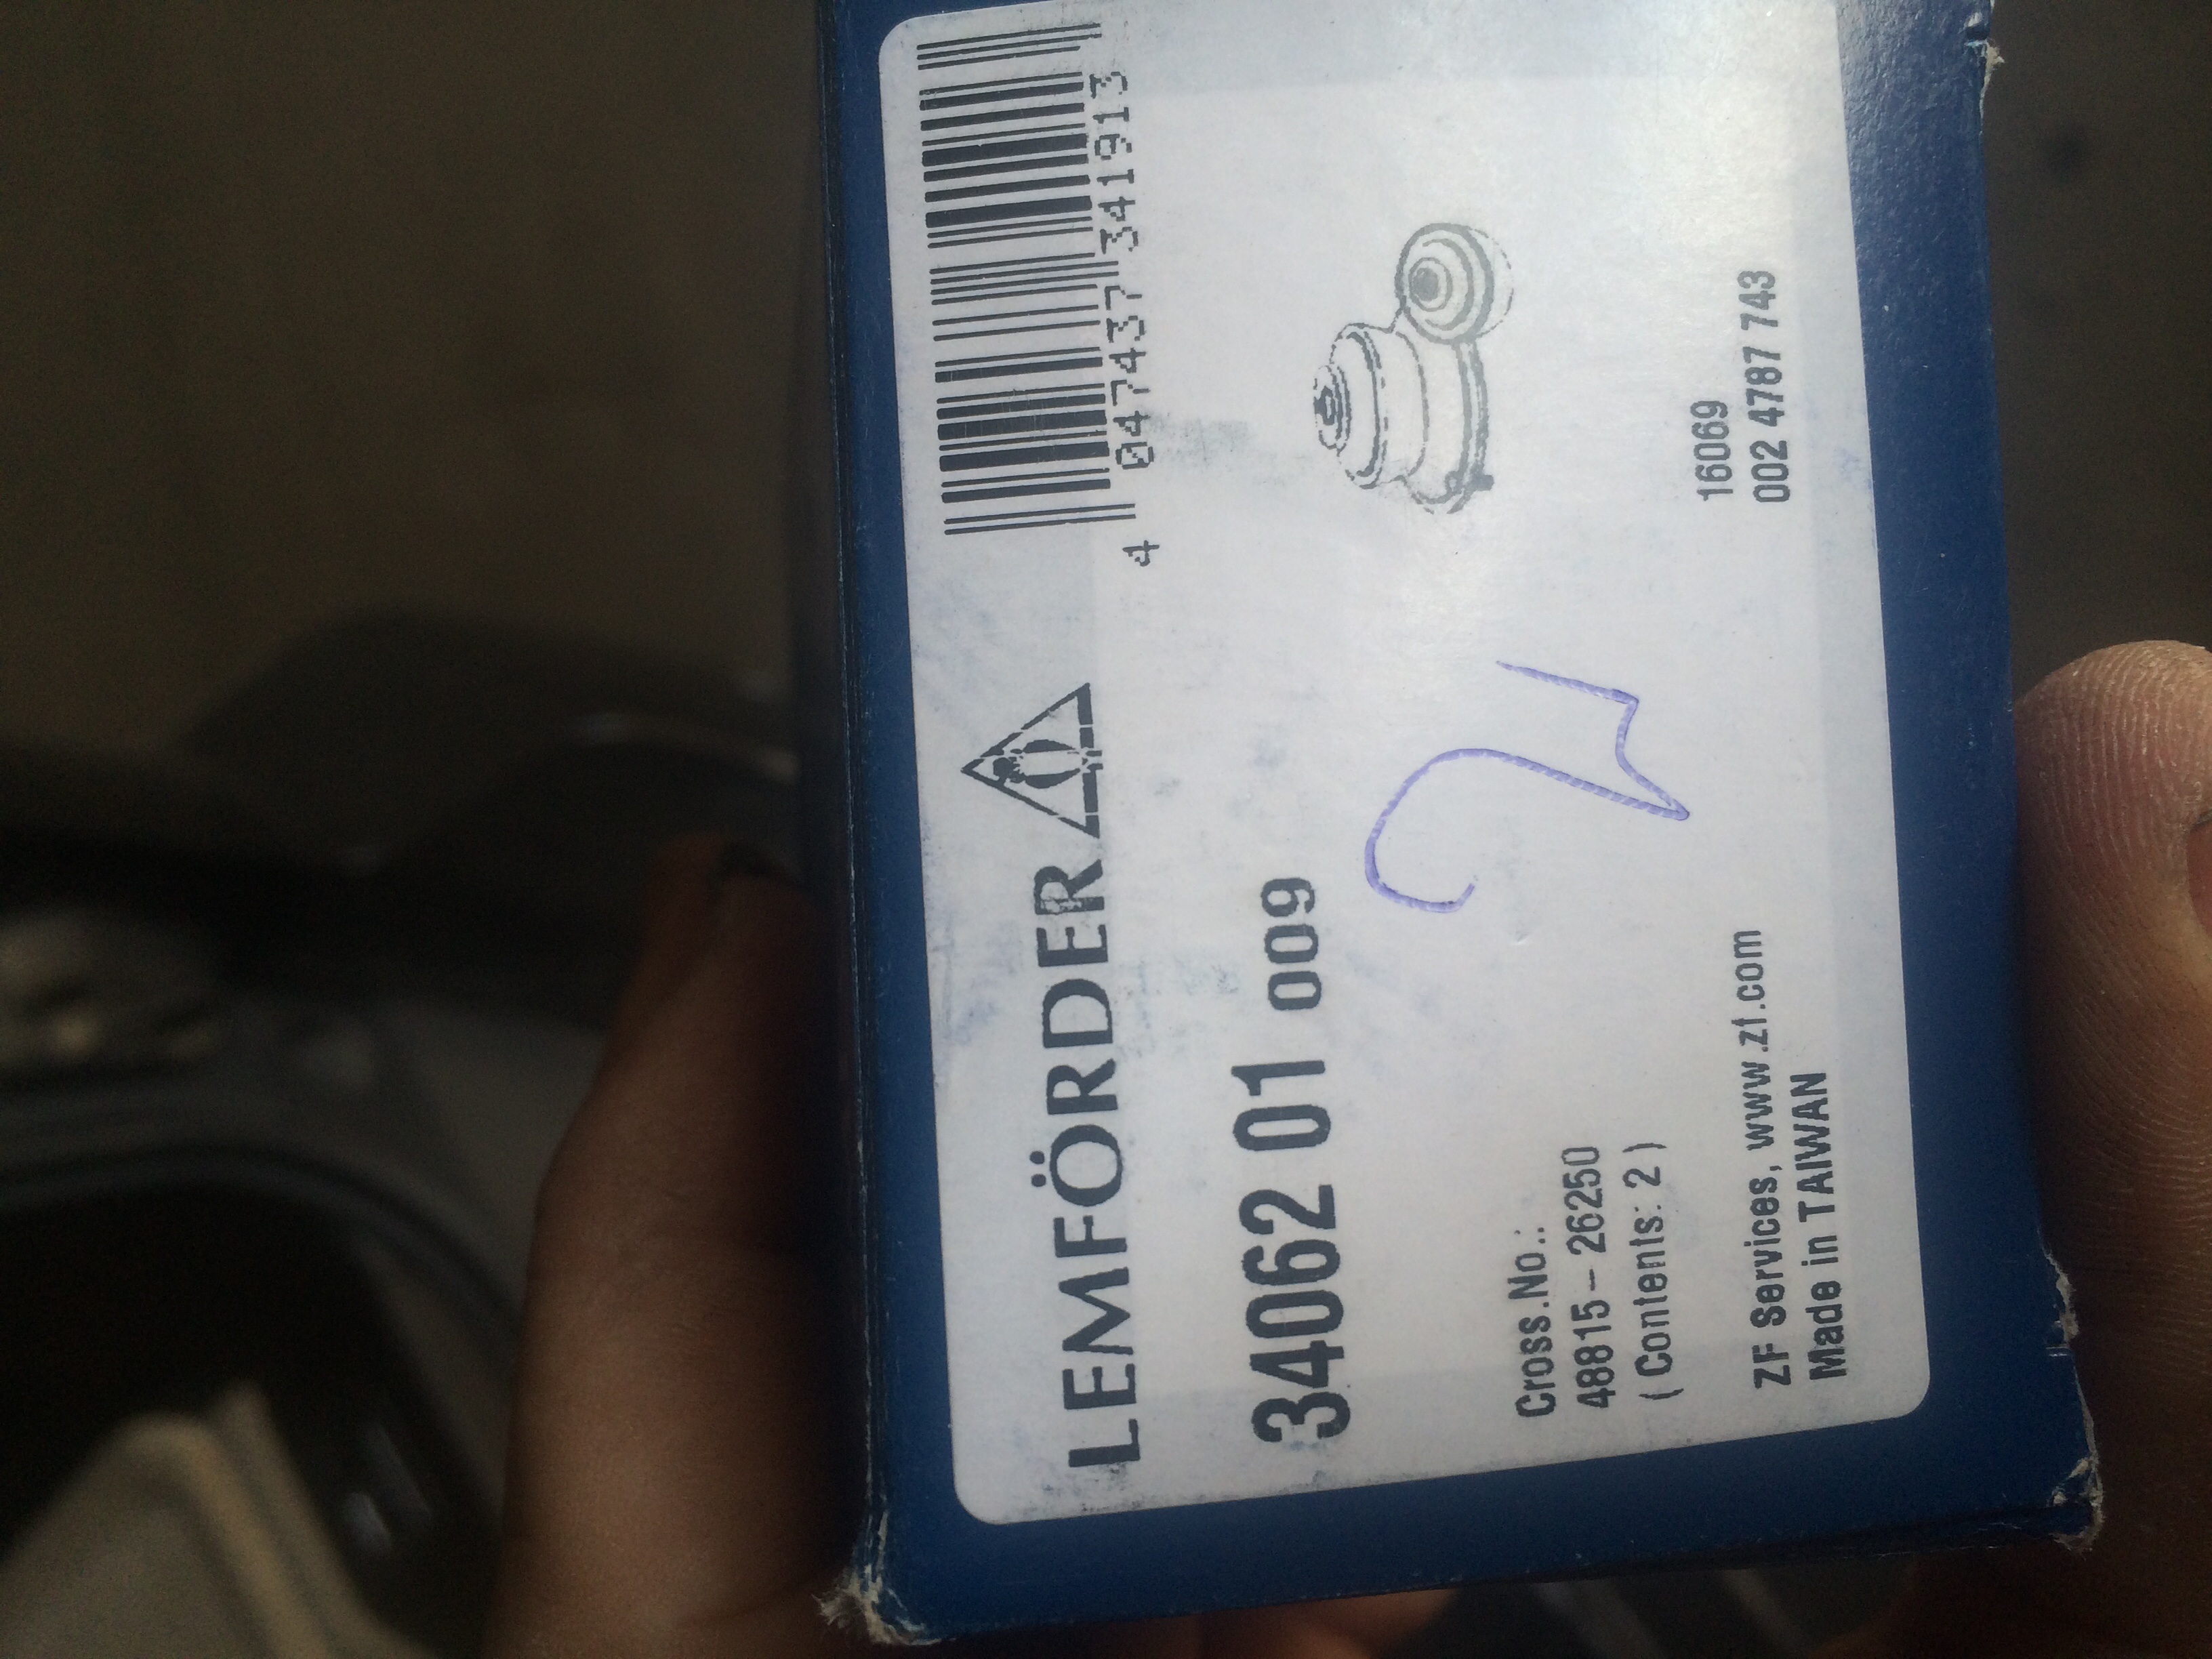 LEMFÖRDER
4 047437 341913
34062 01 009
Cross.No.:
48815-26250
(Contents: 2)
16069
ZF Services, www.zf.com
002 4787 743
Made in TAIWAN